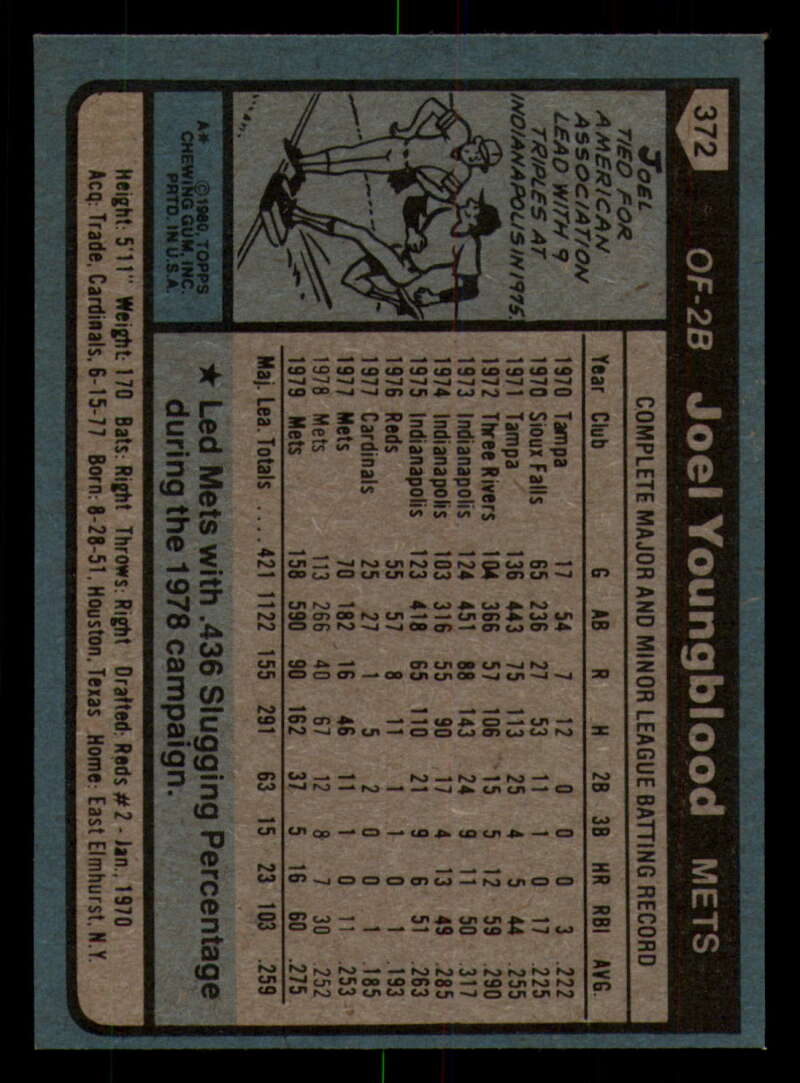 372 OF-2B Joel Youngblood METS
JOEL
TIED FOR
AMERICAN
ASSOCIATION
LEAD WITH 9
TRIPLES AT
INDIANAPOLIS IN 1975.
A* ©1980, TOPPS
CHEWING GUM, INC.
PRTD. IN U.S.A.
COMPLETE MAJOR AND MINOR LEAGUE BATTING RECORD
Year Club G AB R H 2B 3B HR RBI AVG.
1970 Tampa 17 54 7 12 0 0 0 3 .222
1970 Sioux Falls 65 236 27 53 11 1 0 17 .225
1971 Tampa 136 443 75 113 25 4 5 44 .255
1972 Three Rivers 104 366 57 106 15 5 12 59 .290
1973 Indianapolis 124 451 88 143 24 9 11 50 .317
1974 Indianapolis 103 316 55 90 17 4 13 49 .285
1975 Indianapolis 123 418 65 110 21 9 6 51 .263
1976 Reds 55 57 8 11 1 1 0 1 .193
1977 Cardinals 25 27 1 5 2 0 0 1 .185
1977 Mets 70 182 16 46 11 1 0 11 .253
1978 Mets 113 266 40 67 12 8 7 30 .252
1979 Mets 158 590 90 162 37 5 16 60 .275
Maj. Lea. Totals .... 421 1122 155 291 63 15 23 103 .259
★ Led Mets with .436 Slugging Percentage
during the 1978 campaign.
Height: 5'11" Weight: 170 Bats: Right Throws: Right Drafted: Reds #2 - Jan., 1970
Acq: Trade, Cardinals, 6-15-77 Born: 8-28-51, Houston, Texas Home: East Elmhurst, N.Y.